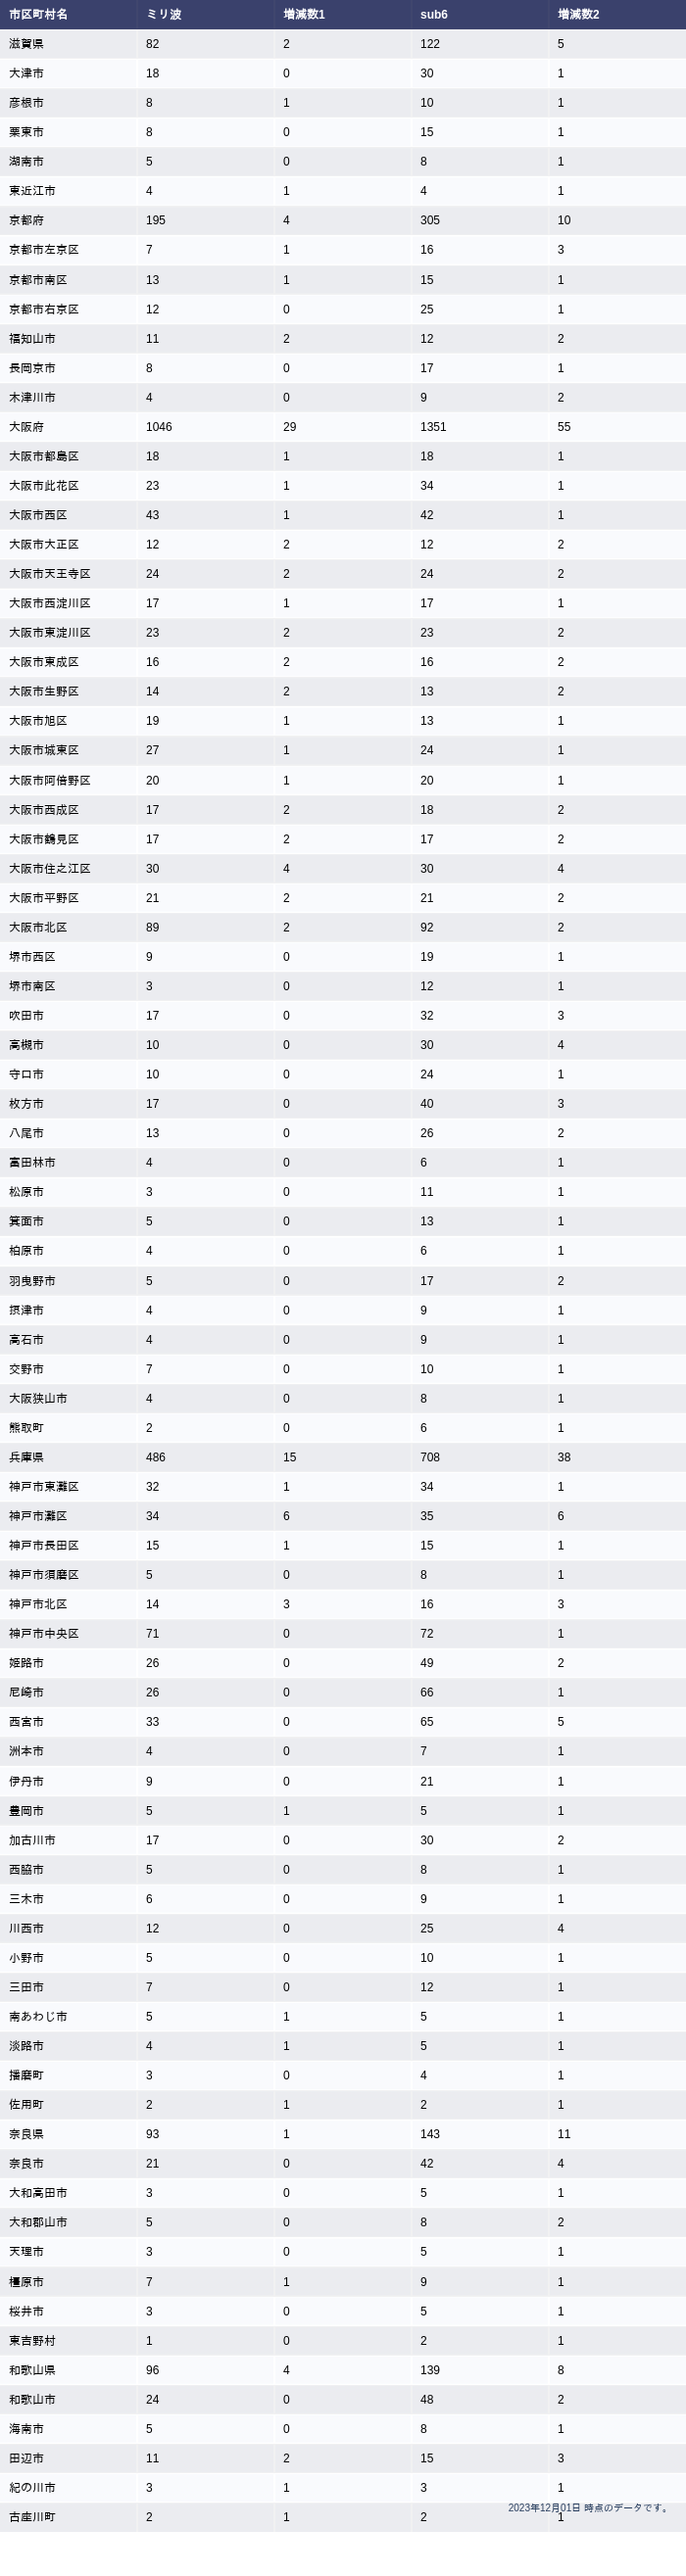 市区町村名 ミリ波 増減数1 sub6 増減数2
滋賀県 82 2 122 5
大津市 18 0 30 1
彦根市 8 1 10 1
栗東市 8 0 15 1
湖南市 5 0 8 1
東近江市 4 1 4 1
京都府 195 4 305 10
京都市左京区 7 1 16 3
京都市南区 13 1 15 1
京都市右京区 12 0 25 1
福知山市 11 2 12 2
長岡京市 8 0 17 1
木津川市 4 0 9 2
大阪府 1046 29 1351 55
大阪市都島区 18 1 18 1
大阪市此花区 23 1 34 1
大阪市西区 43 1 42 1
大阪市大正区 12 2 12 2
大阪市天王寺区 24 2 24 2
大阪市西淀川区 17 1 17 1
大阪市東淀川区 23 2 23 2
大阪市東成区 16 2 16 2
大阪市生野区 14 2 13 2
大阪市旭区 19 1 13 1
大阪市城東区 27 1 24 1
大阪市阿倍野区 20 1 20 1
大阪市西成区 17 2 18 2
大阪市鶴見区 17 2 17 2
大阪市住之江区 30 4 30 4
大阪市平野区 21 2 21 2
大阪市北区 89 2 92 2
堺市西区 9 0 19 1
堺市南区 3 0 12 1
吹田市 17 0 32 3
高槻市 10 0 30 4
守口市 10 0 24 1
枚方市 17 0 40 3
八尾市 13 0 26 2
富田林市 4 0 6 1
松原市 3 0 11 1
箕面市 5 0 13 1
柏原市 4 0 6 1
羽曳野市 5 0 17 2
摂津市 4 0 9 1
高石市 4 0 9 1
交野市 7 0 10 1
大阪狭山市 4 0 8 1
熊取町 2 0 6 1
兵庫県 486 15 708 38
神戸市東灘区 32 1 34 1
神戸市灘区 34 6 35 6
神戸市長田区 15 1 15 1
神戸市須磨区 5 0 8 1
神戸市北区 14 3 16 3
神戸市中央区 71 0 72 1
姫路市 26 0 49 2
尼崎市 26 0 66 1
西宮市 33 0 65 5
洲本市 4 0 7 1
伊丹市 9 0 21 1
豊岡市 5 1 5 1
加古川市 17 0 30 2
西脇市 5 0 8 1
三木市 6 0 9 1
川西市 12 0 25 4
小野市 5 0 10 1
三田市 7 0 12 1
南あわじ市 5 1 5 1
淡路市 4 1 5 1
播磨町 3 0 4 1
佐用町 2 1 2 1
奈良県 93 1 143 11
奈良市 21 0 42 4
大和高田市 3 0 5 1
大和郡山市 5 0 8 2
天理市 3 0 5 1
橿原市 7 1 9 1
桜井市 3 0 5 1
東吉野村 1 0 2 1
和歌山県 96 4 139 8
和歌山市 24 0 48 2
海南市 5 0 8 1
田辺市 11 2 15 3
紀の川市 3 1 3 1
古座川町 2 1 2 1
2023年12月01日 時点のデータです。